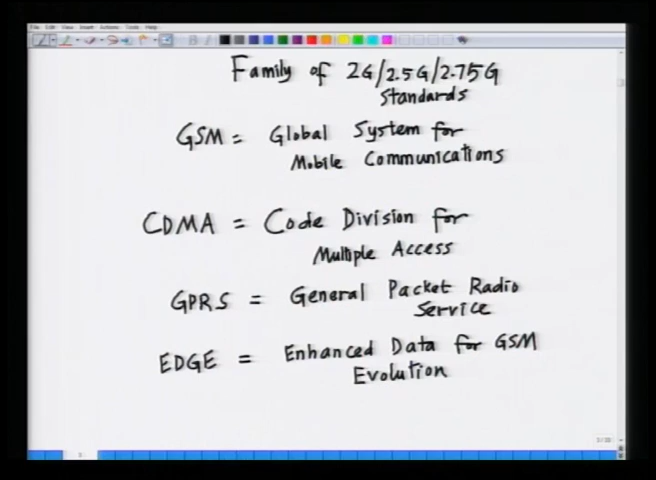 Family of 2G/2.5G/2.75G
Standards
GSM = Global System for
Mobile Communications
CDMA = Code Division for
Multiple Access
GPRS = General Packet Radio
Service
EDGE = Enhanced Data for GSM
Evolution